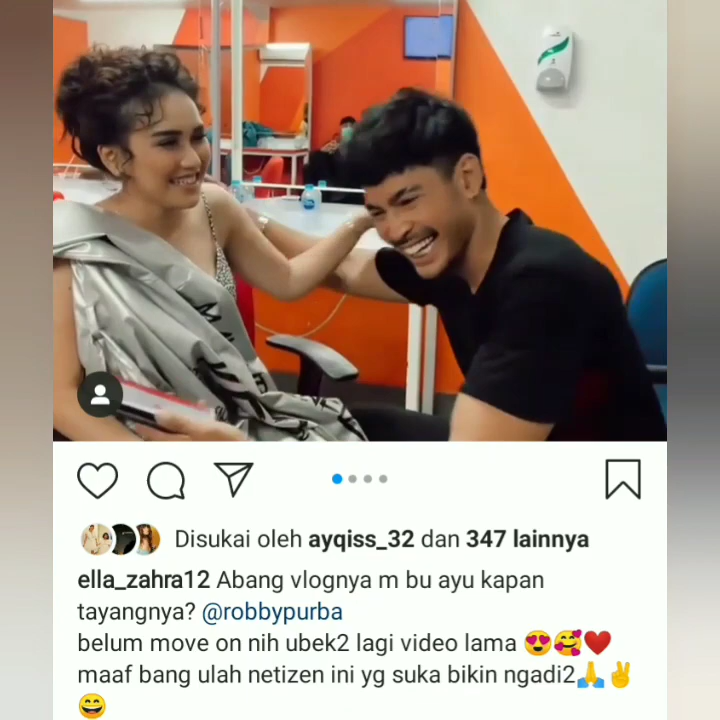 Disukai oleh ayqiss_32 dan 347 lainnya
ella_zahra12 Abang vlognya m bu ayu kapan
tayangnya? @robbypurba
belum move on nih ubek2 lagi video lama 😍🥰❤️
maaf bang ulah netizen ini yg suka bikin ngadi2🙏✌️
😄